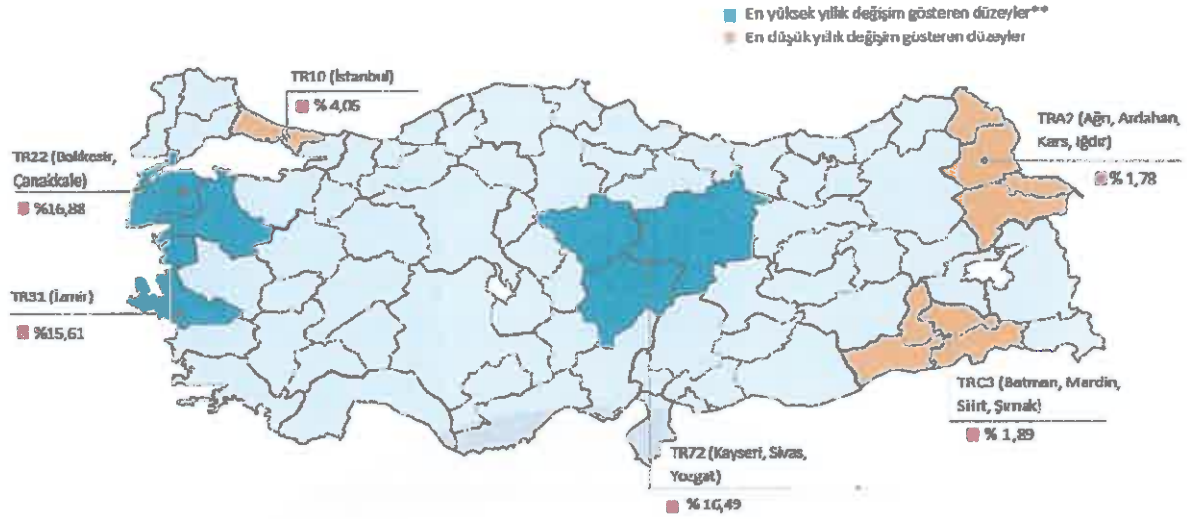 En yüksek yıllık değişim gösteren düzeyler**
En düşük yıllık değişim gösteren düzeyler
TR10 (İstanbul)
% 4,05
TRA2 (Ağrı, Ardahan,
Kars, Iğdır)
% 1,78
TR22 (Balıkesir,
Çanakkale)
%16,88
TR31 (İzmir)
%15,61
TRC3 (Batman, Mardin,
Siirt, Şırnak)
% 1,89
TR72 (Kayseri, Sivas,
Yozgat)
% 16,49